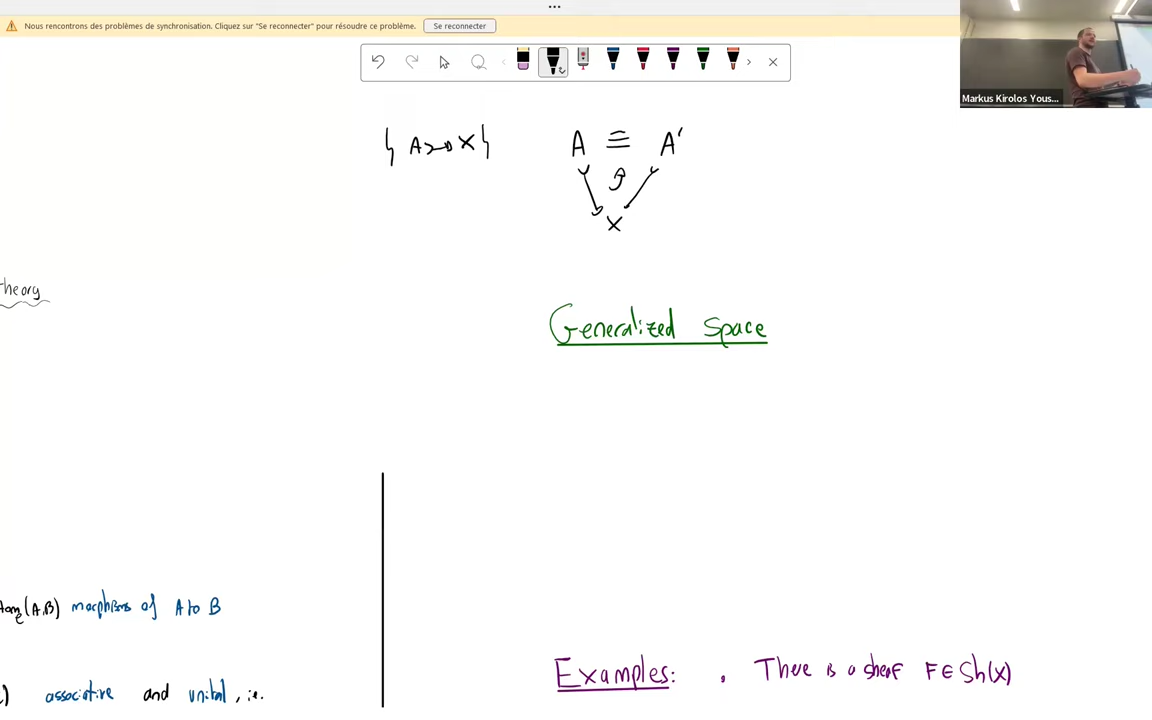 Nous rencontrons des problèmes de synchronisation. Cliquez sur "Se reconnecter" pour résoudre ce problème. Se reconnecter
Markus Kirolos Yous...
{ A↣X } A ≡ A'
X
theory
Generalized Space
Hom_C(A,B) morphisms of A to B
Examples: . There is a sheaf F ∈ Sh(X)
) associative and unital, i.e.